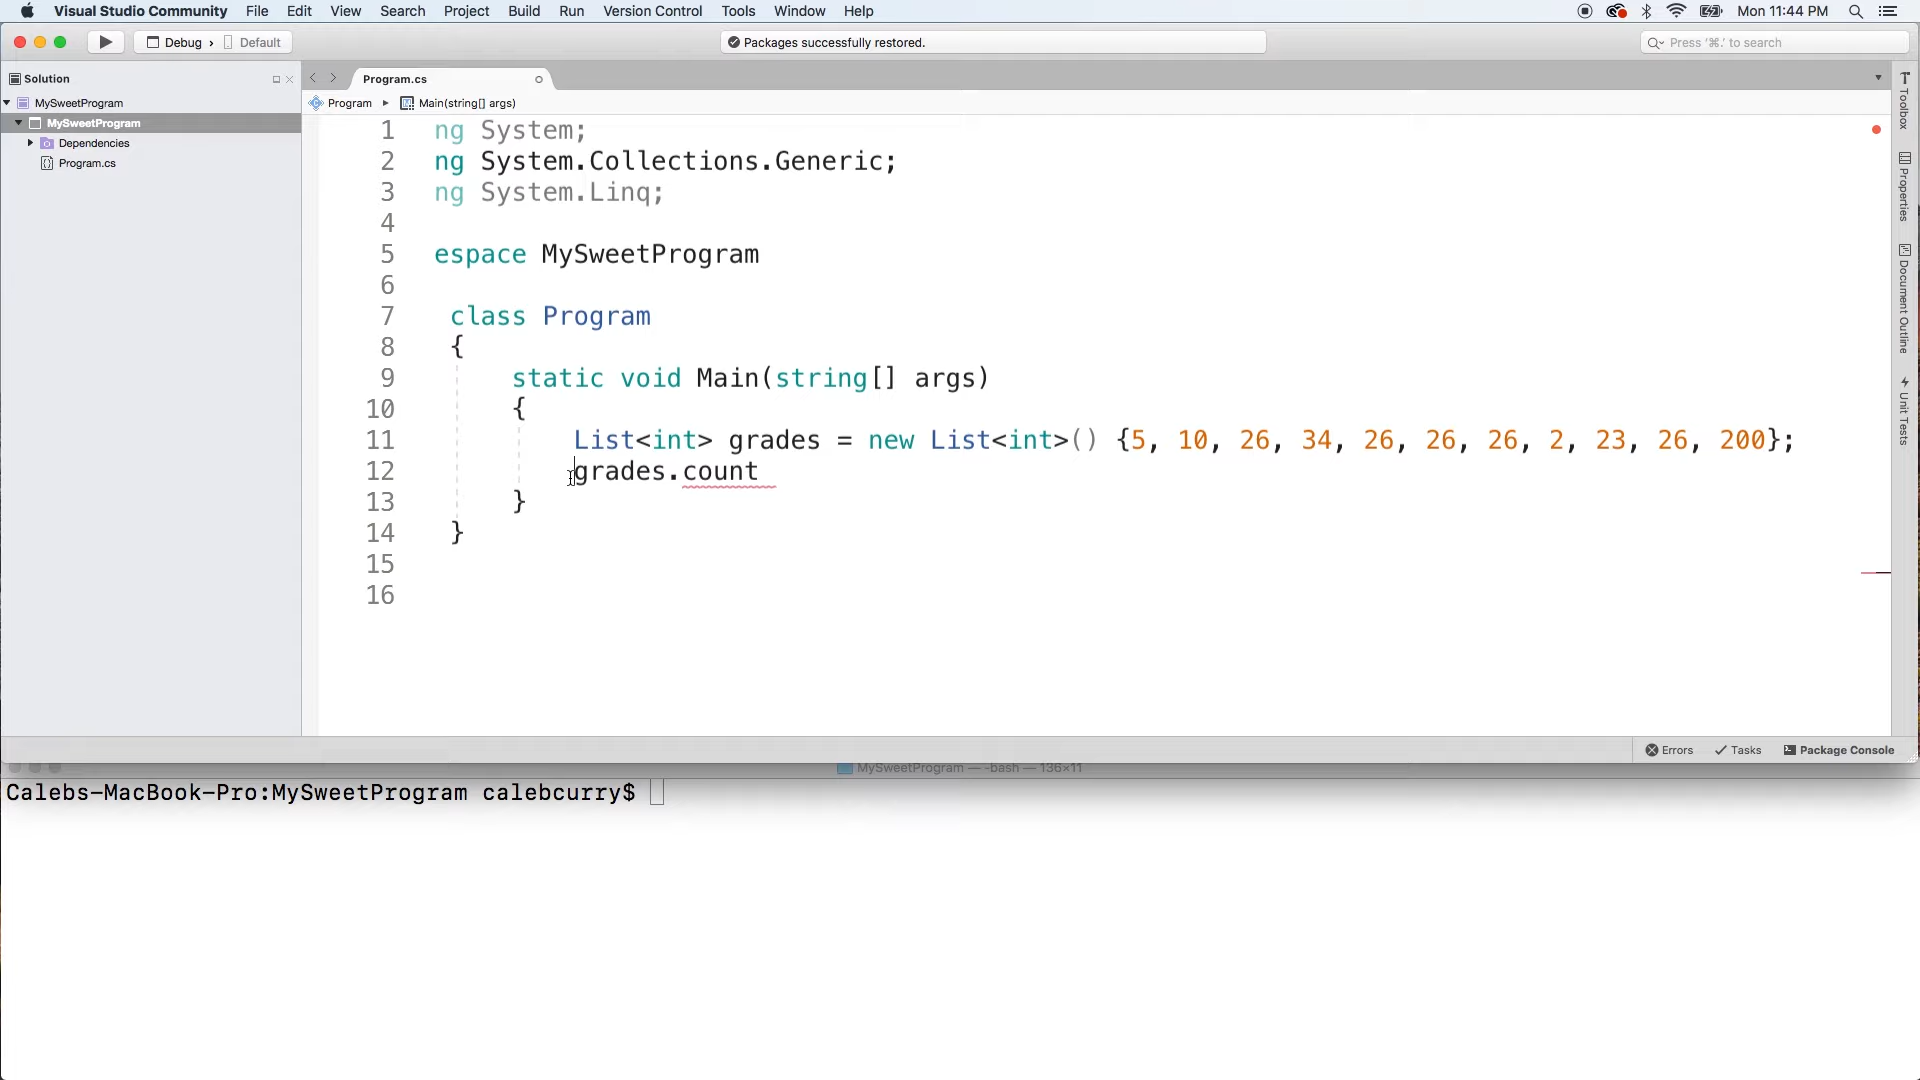 Visual Studio Community File Edit View Search Project Build Run Version Control Tools Window Help Mon 11:44 PM
Debug › Default Packages successfully restored. Press '⌘.' to search
Solution Program.cs
MySweetProgram Program ▸ Main(string[] args)
MySweetProgram
Dependencies
Program.cs
1 ng System;
2 ng System.Collections.Generic;
3 ng System.Linq;
4
5 espace MySweetProgram
6
7 class Program
8 {
9 static void Main(string[] args)
10 {
11 List<int> grades = new List<int>() {5, 10, 26, 34, 26, 26, 26, 2, 23, 26, 200};
12 grades.count
13 }
14 }
15
16
Toolbox
Properties
Document Outline
Unit Tests
Errors Tasks Package Console
MySweetProgram — -bash — 136×11
Calebs-MacBook-Pro:MySweetProgram calebcurry$